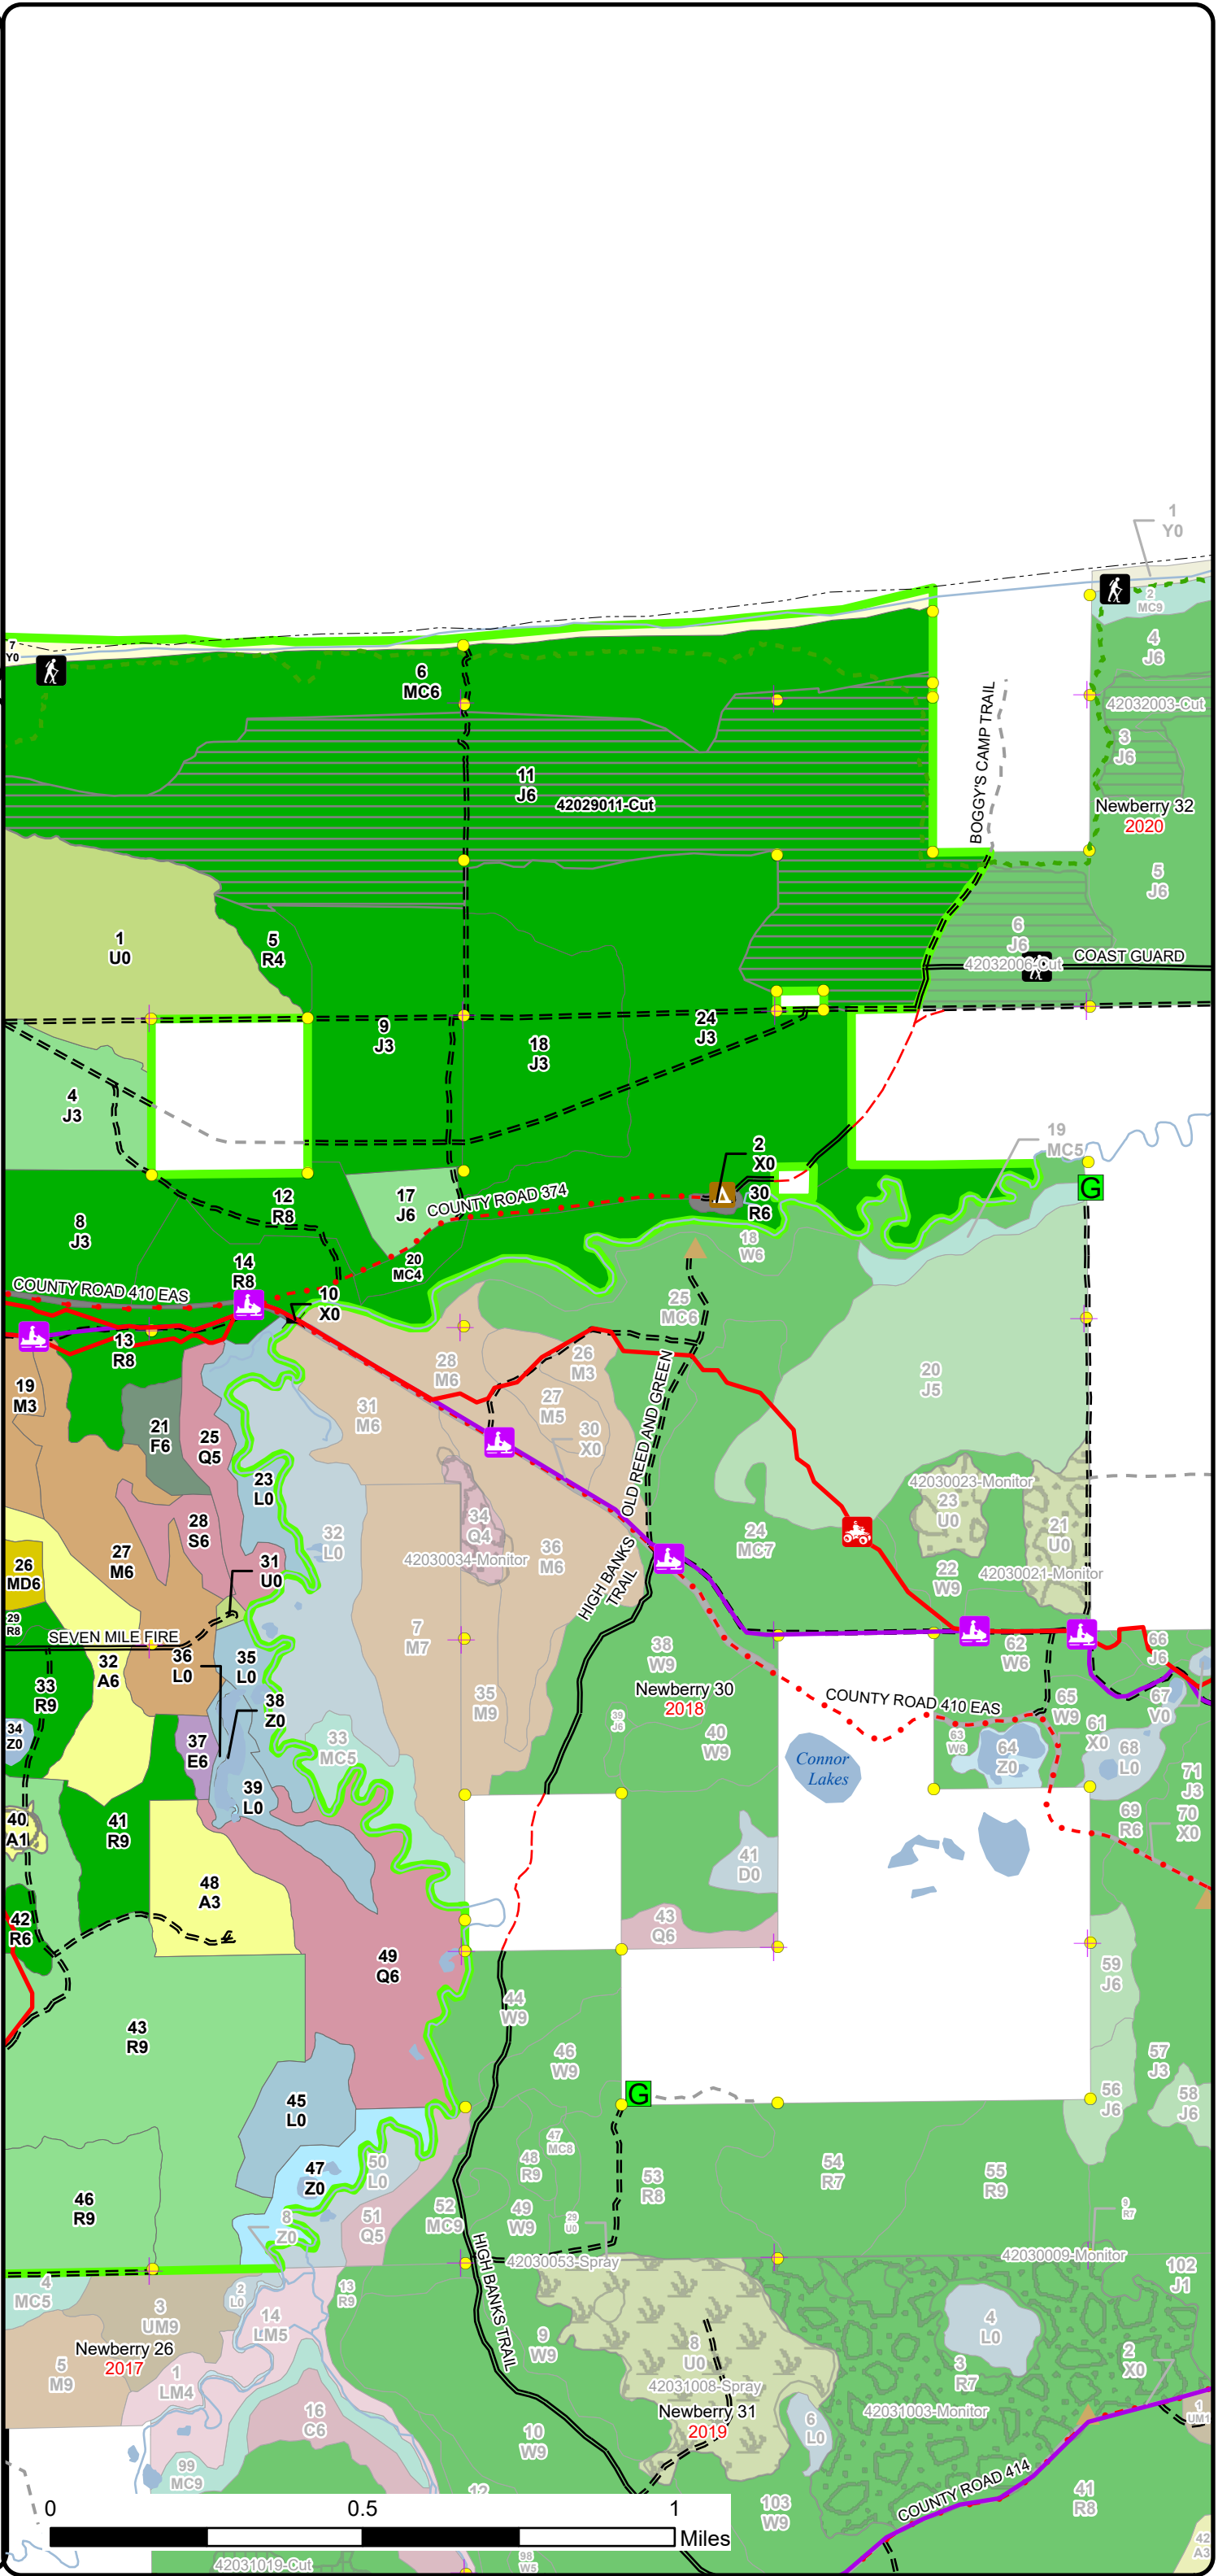 1
Y0
2
MC9
7
Y0
4
J6
6
MC6
BOGGY'S CAMP TRAIL
42032003-Cut
3
J6
11
J6
42029011-Cut
Newberry 32
2020
5
J6
1
U0
5
R4
6
J6
42032006-Cut
COAST GUARD
9
J3
18
J3
24
J3
4
J3
19
MC5
2
X0
G
12
R8
17
J6
COUNTY ROAD 374
30
R6
8
J3
18
W6
14
R8
20
MC4
COUNTY ROAD 410 EAS
10
X0
25
MC6
13
R8
28
M6
26
M3
20
J5
19
M3
27
M5
31
M6
21
F6
25
Q5
30
X0
OLD REED AND GREEN
23
L0
42030023-Monitor
23
U0
34
Q4
28
S6
32
L0
24
MC7
21
U0
27
M6
42030034-Monitor
36
M6
26
MD6
31
U0
22
W9
42030021-Monitor
HIGH BANKS
TRAIL
29
R8
7
M7
SEVEN MILE FIRE
38
W9
62
W6
66
J6
32
A6
36
L0
35
L0
33
R9
Newberry 30
2018
35
M9
COUNTY ROAD 410 EAS
65
W9
67
V0
38
Z0
34
Z0
39
J6
37
E6
33
MC5
40
W9
63
W6
61
X0
64
Z0
68
L0
Connor
Lakes
71
J3
39
L0
40
A1
41
R9
69
R6
70
X0
41
D0
48
A3
42
R6
43
Q6
49
Q6
59
J6
44
W9
43
R9
46
W9
57
J3
45
L0
56
J6
58
J6
G
47
MC8
47
Z0
50
L0
48
R9
53
R8
54
R7
55
R9
46
R9
49
W9
52
MC9
51
Q5
29
U0
9
R7
8
Z0
42030053-Spray
42030009-Monitor
HIGH BANKS TRAIL
102
J1
4
MC5
2
L0
13
R9
3
UM9
14
LM5
4
L0
9
W9
8
U0
Newberry 26
2017
5
M9
1
LM4
3
R7
2
X0
42031008-Spray
Newberry 31
2019
42031003-Monitor
16
C6
6
L0
1
UM1
10
W9
99
MC9
COUNTY ROAD 414
12
41
R8
103
W9
0 0.5 1
Miles
42
A3
98
W5
42031019-Cut